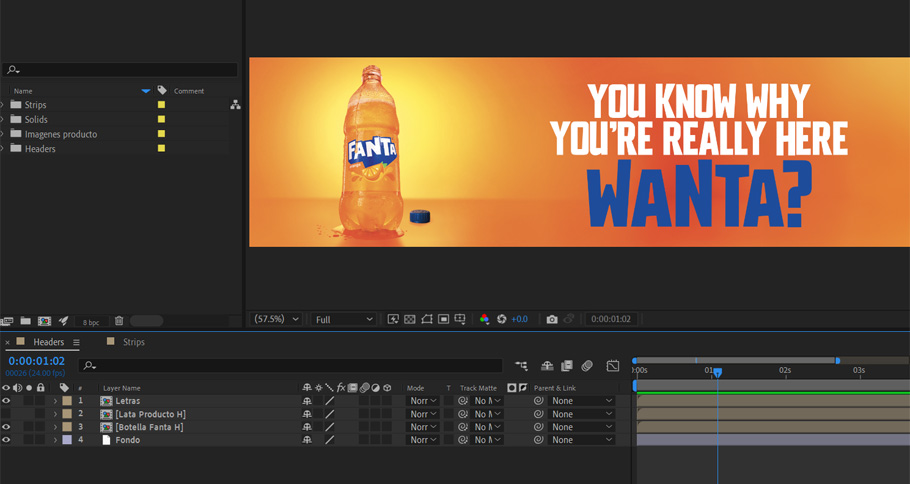 Name
Comment
Strips
Solids
Imagenes producto
Headers
8 bpc
FANTA
YOU KNOW WHY
YOU'RE REALLY HERE
WANTA?
(57.5%)
Full
+0.0
0:00:01:02
× Headers
Strips
0:00:01:02
00026 (24.00 fps)
:00s
01s
02s
03s
#
Layer Name
fx
Mode
T
Track Matte
Parent & Link
1 Letras
Norr
No M
None
2 [Lata Producto H]
Norr
No M
None
3 [Botella Fanta H]
Norr
No M
None
4 Fondo
Norr
No M
None